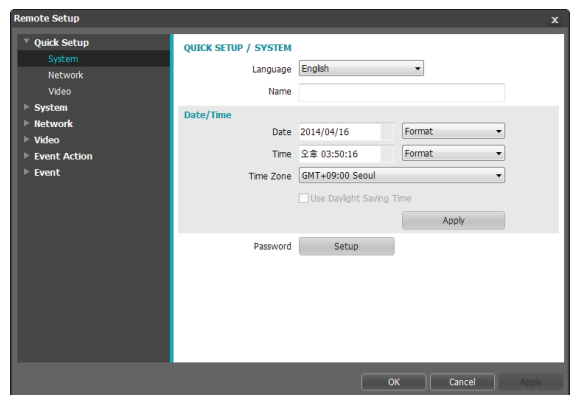 Remote Setup x
Quick Setup
System
Network
Video
System
Network
Video
Event Action
Event
QUICK SETUP / SYSTEM
Language English
Name
Date/Time
Date 2014/04/16 Format
Time 오후 03:50:16 Format
Time Zone GMT+09:00 Seoul
Use Daylight Saving Time
Apply
Password Setup
OK Cancel Apply